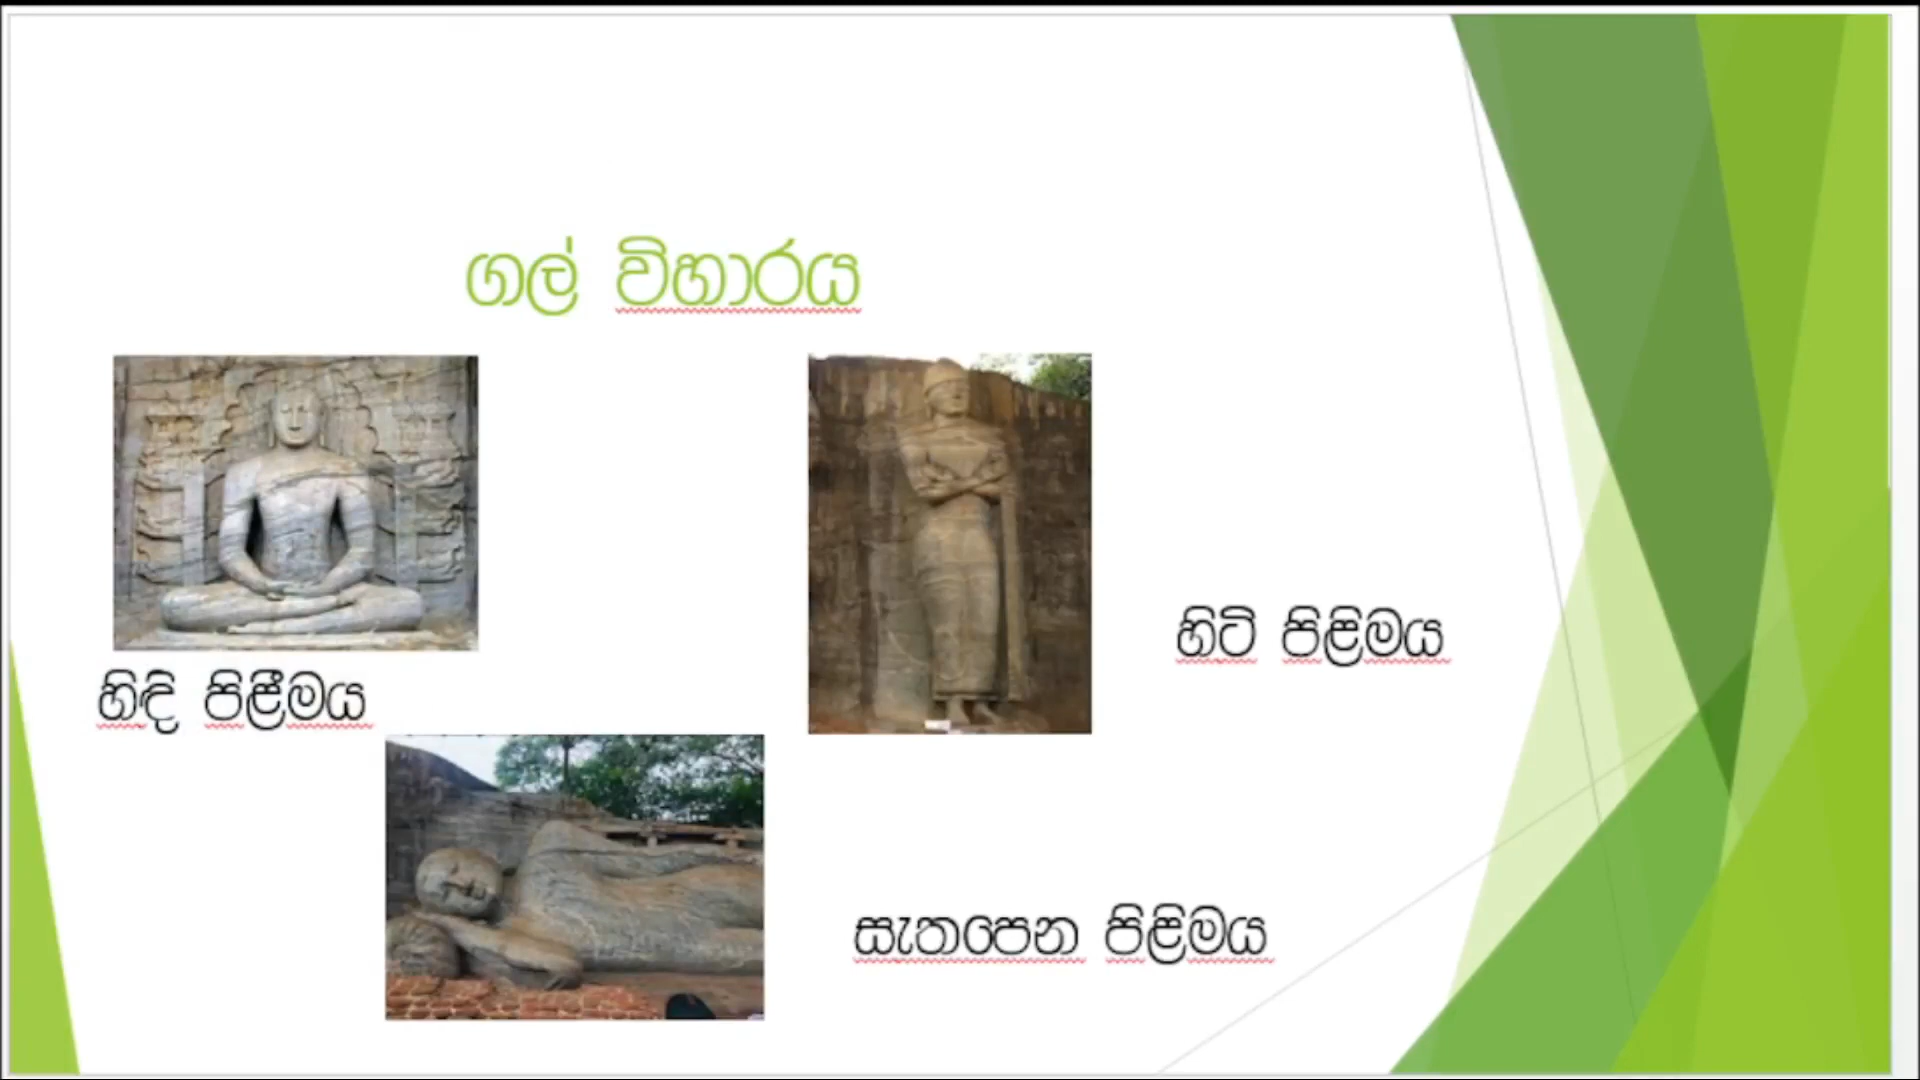 ගල් විහාරය
හිටි පිළිමය
හිඳි පිළීමය
සැතපෙන පිළිමය